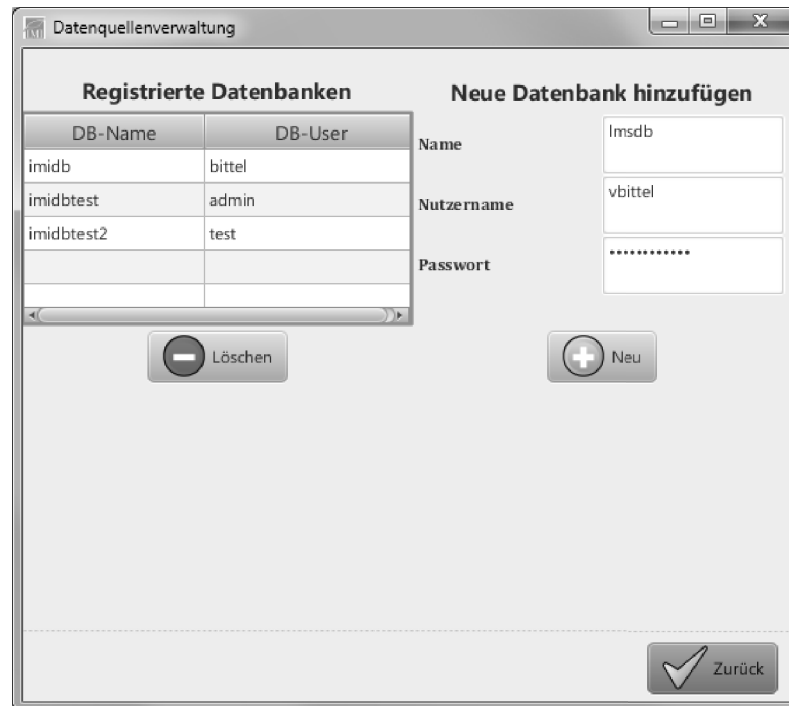 Datenquellenverwaltung
Registrierte Datenbanken
DB-Name DB-User
imidb bittel
imidbtest admin
imidbtest2 test
Löschen
Neue Datenbank hinzufügen
Name lmsdb
Nutzername vbittel
Passwort ••••••••••••
Neu
Zurück